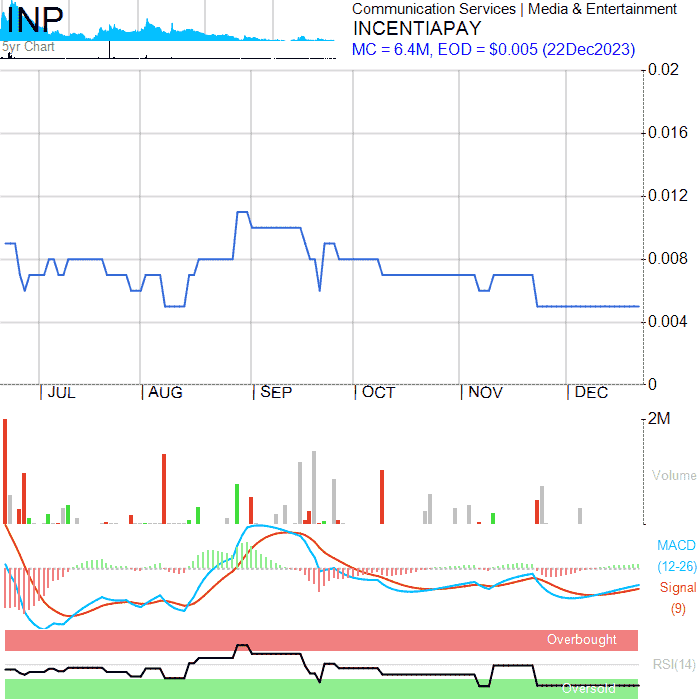 INP
5yr Chart
Communication Services | Media & Entertainment
INCENTIAPAY
MC = 6.4M, EOD = $0.005 (22Dec2023)
0.02
0.016
0.012
0.008
0.004
0
JUL
AUG
SEP
OCT
NOV
DEC
2M
Volume
MACD
(12-26)
Signal
(9)
Overbought
RSI(14)
Oversold